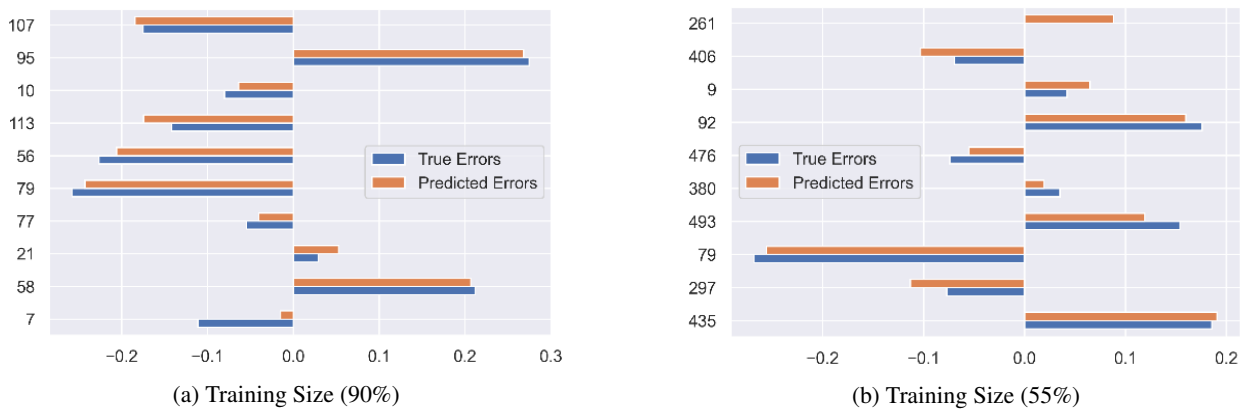 107
95
10
113
56
79
77
21
58
7
True Errors
Predicted Errors
−0.2 −0.1 0.0 0.1 0.2 0.3
(a) Training Size (90%)
261
406
9
92
476
380
493
79
297
435
True Errors
Predicted Errors
−0.2 −0.1 0.0 0.1 0.2
(b) Training Size (55%)